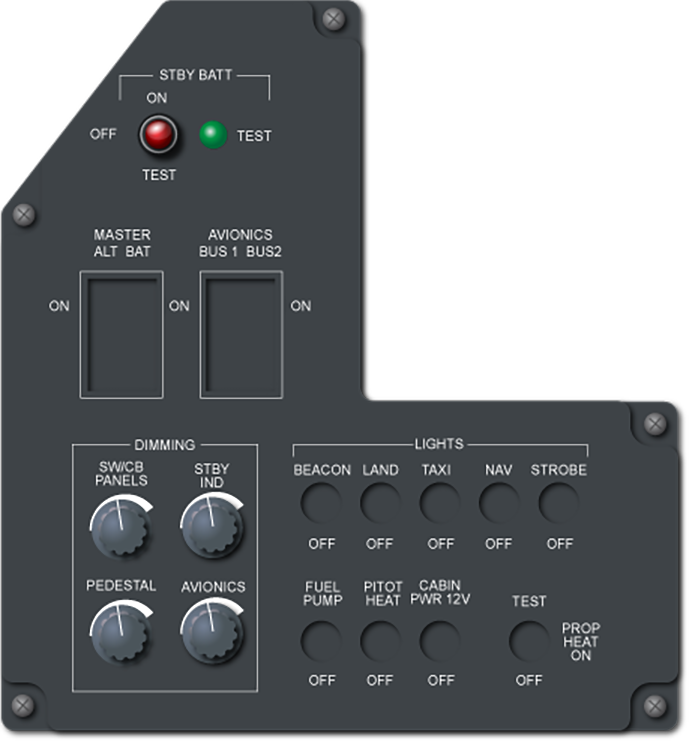 STBY BATT
ON
OFF
TEST
TEST
MASTER
ALT BAT
AVIONICS
BUS 1 BUS2
ON
ON
ON
DIMMING
SW/CB
PANELS
STBY
IND
PEDESTAL
AVIONICS
LIGHTS
BEACON
LAND
TAXI
NAV
STROBE
OFF
OFF
OFF
OFF
OFF
FUEL
PUMP
PITOT
HEAT
CABIN
PWR 12V
TEST
PROP
HEAT
ON
OFF
OFF
OFF
OFF